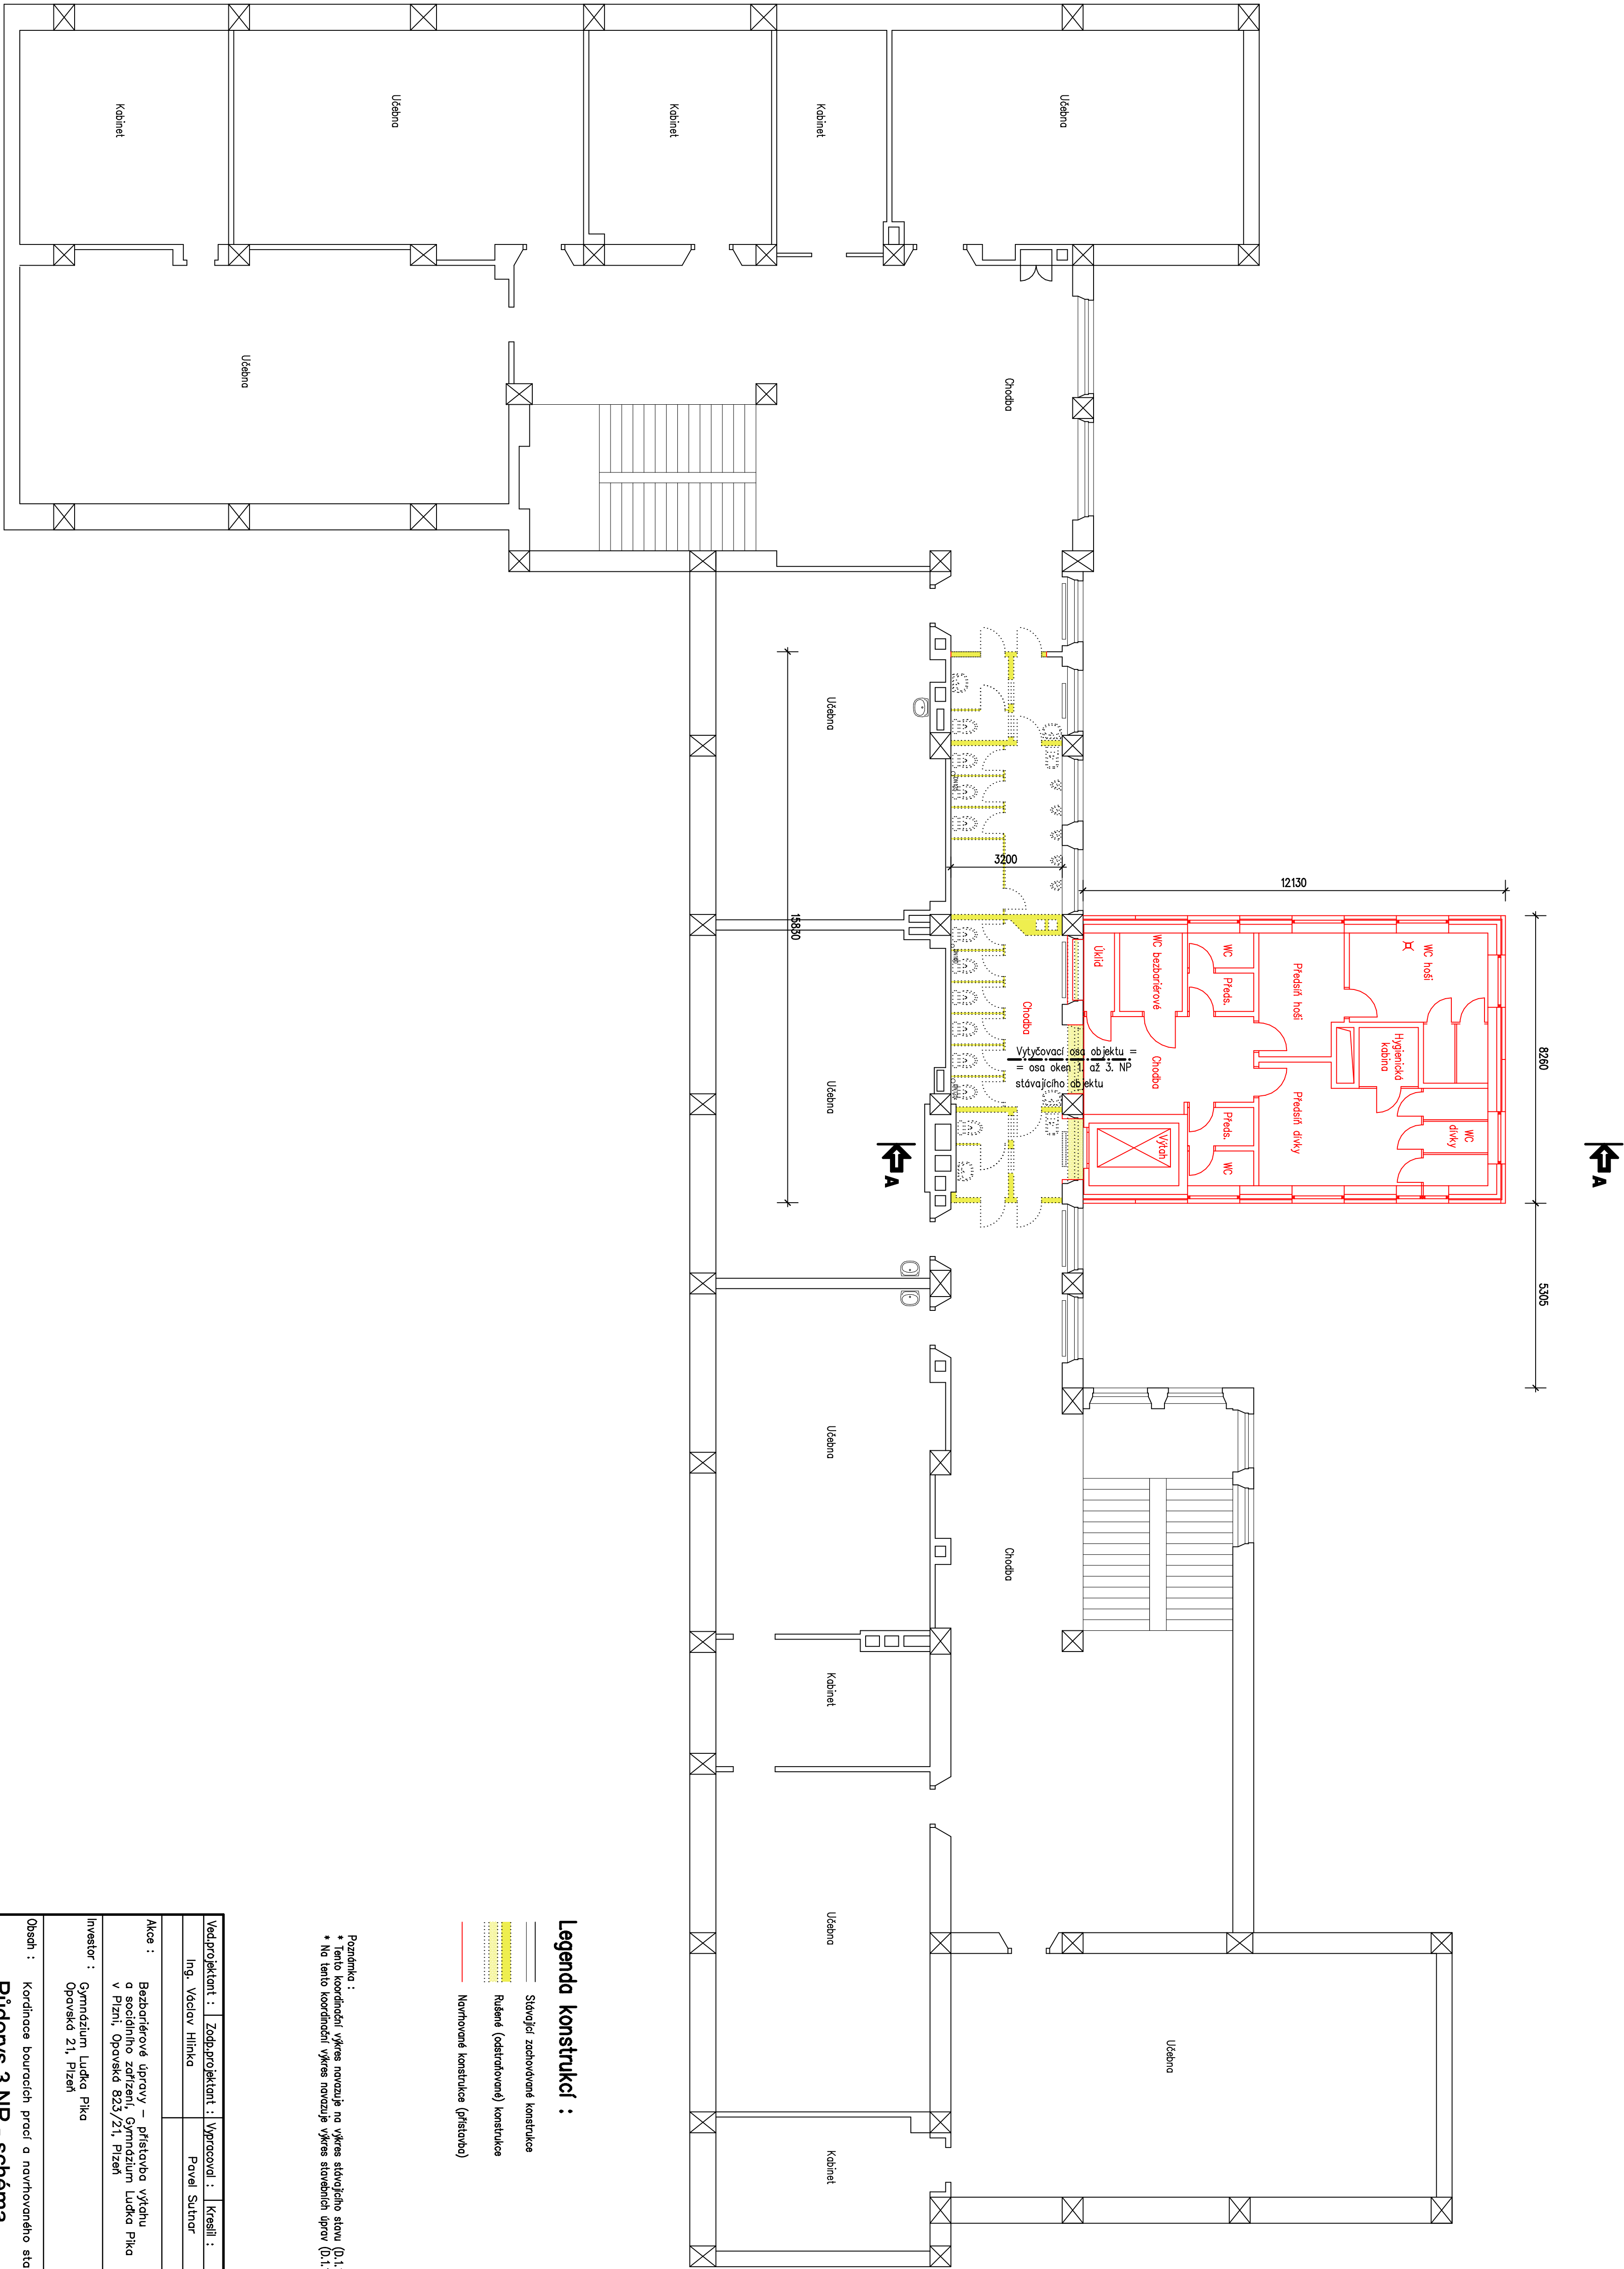 Kabinet
Učebna
Kabinet
Kabinet
Učebna
Učebna
Chodba
Učebna
3200
15830
12130
8260
5305
Úklid
WC bezbariérové
WC
Předs.
Předsíň hoši
WC hoši
Hygienická
kabina
Chodba
Chodba
Vytyčovací osa objektu =
= osa oken 1. až 3. NP
stávajícího objektu
Předsíň dívky
Předs.
WC
WC
dívky
Výtah
A
A
Učebna
Učebna
Chodba
Kabinet
Učebna
Učebna
Kabinet
Legenda konstrukcí :
Stávající zachovávané konstrukce
Rušené (odstraňované) konstrukce
Navrhované konstrukce (přístavba)
Poznámka :
* Tento koordinační výkres navazuje na výkres stávajícího stavu (D.1.
* Na tento koordinační výkres navazuje výkres stavebních úprav (D.1.
Ved.projektant : Zodp.projektant : Vypracoval : Kreslil :
Ing. Václav Hlinka Pavel Sutnar
Akce : Bezbariérové úpravy – přístavba výtahu
a sociálního zařízení, Gymnázium Luďka Pika
v Plzni, Opavská 823/21, Plzeň
Investor : Gymnázium Luďka Pika
Opavská 21, Plzeň
Obsah : Kordinace bouracích prací a navrhovaného sta
Půdorys 3.NP - schéma